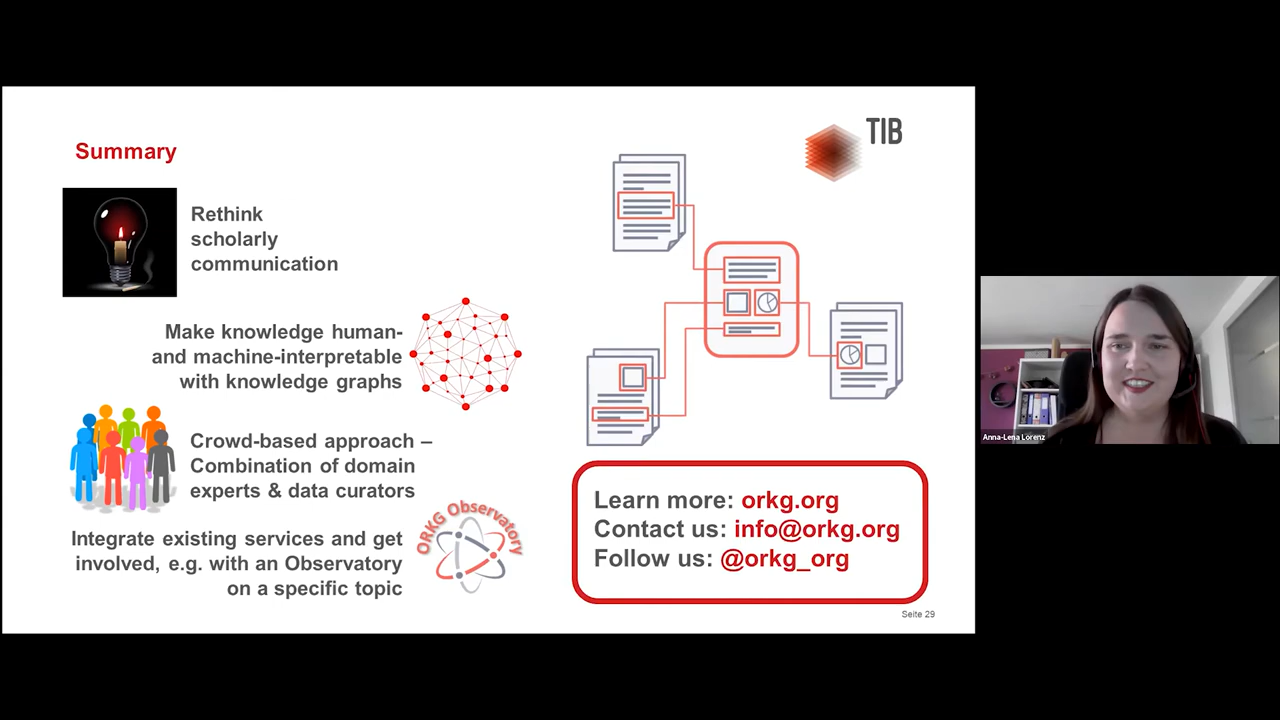 Summary
TIB
Rethink
scholarly
communication
Make knowledge human-
and machine-interpretable
with knowledge graphs
Crowd-based approach –
Combination of domain
experts & data curators
Integrate existing services and get
involved, e.g. with an Observatory
on a specific topic
ORKG Observatory
Learn more: orkg.org
Contact us: info@orkg.org
Follow us: @orkg_org
Seite 29
Anna-Lena Lorenz